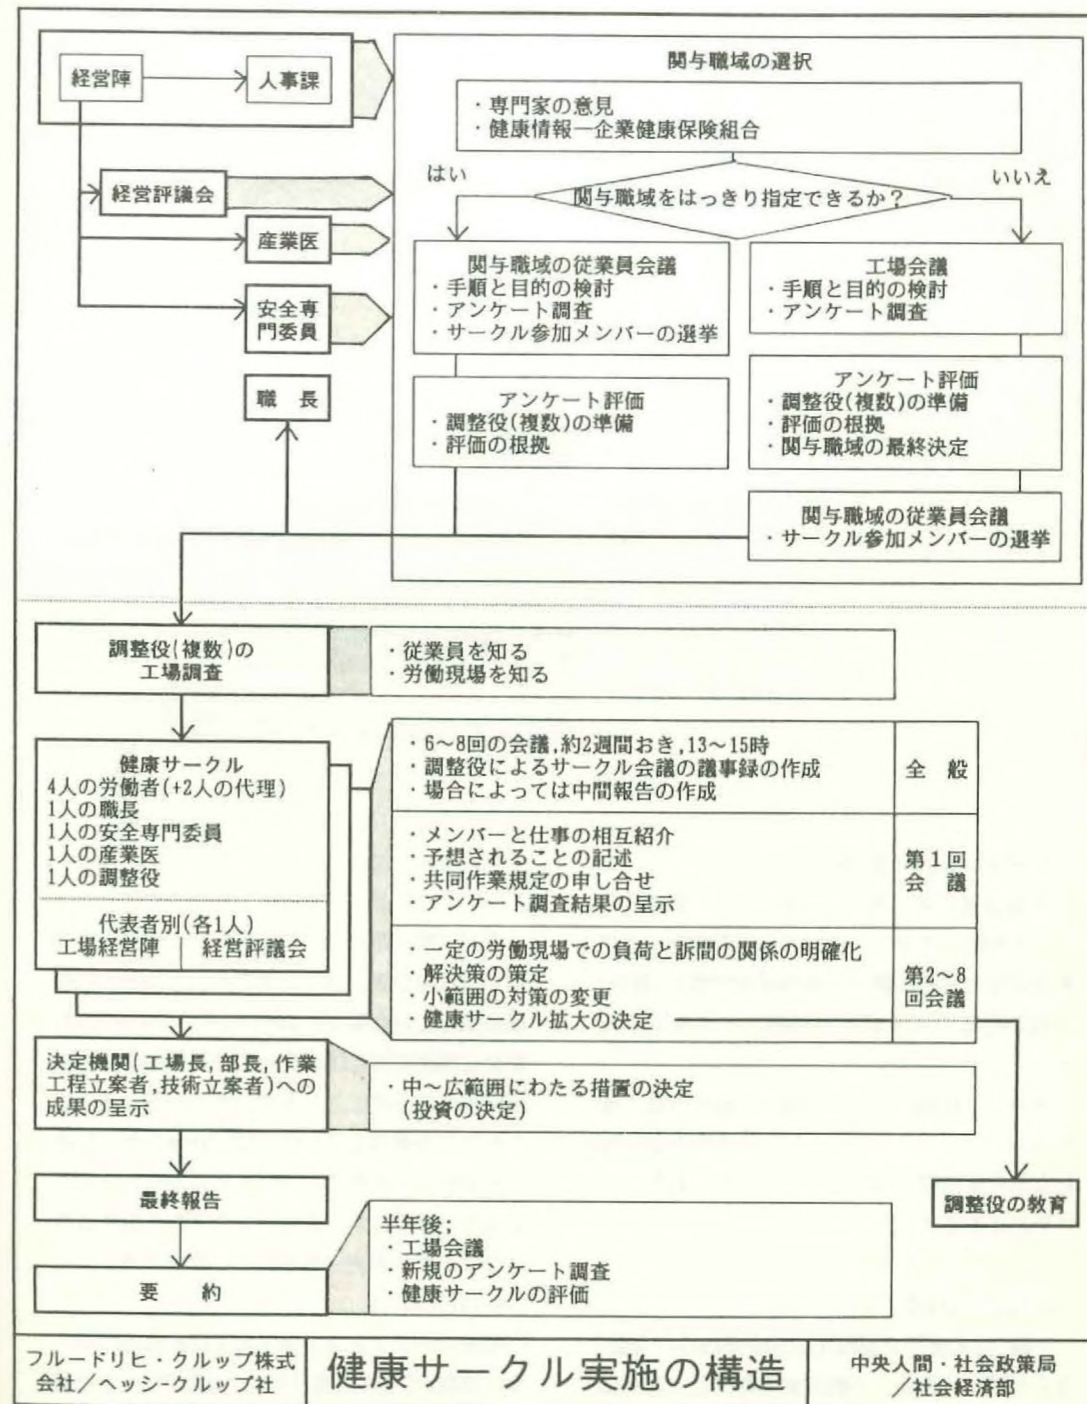 経営陣
人事課
経営評議会
産業医
安全専
門委員
職　長
関与職域の選択
・専門家の意見
・健康情報―企業健康保険組合
はい
いいえ
関与職域をはっきり指定できるか？
関与職域の従業員会議
・手順と目的の検討
・アンケート調査
・サークル参加メンバーの選挙
アンケート評価
・調整役(複数)の準備
・評価の根拠
工場会議
・手順と目的の検討
・アンケート調査
アンケート評価
・調整役(複数)の準備
・評価の根拠
・関与職域の最終決定
関与職域の従業員会議
・サークル参加メンバーの選挙
調整役(複数)の
工場調査
・従業員を知る
・労働現場を知る
健康サークル
4人の労働者(+2人の代理)
1人の職長
1人の安全専門委員
1人の産業医
1人の調整役
代表者別(各1人)
工場経営陣
経営評議会
・6～8回の会議,約2週間おき,13～15時
・調整役によるサークル会議の議事録の作成
・場合によっては中間報告の作成
全　般
・メンバーと仕事の相互紹介
・予想されることの記述
・共同作業規定の申し合せ
・アンケート調査結果の呈示
第1回
会　議
・一定の労働現場での負荷と訴間の関係の明確化
・解決策の策定
・小範囲の対策の変更
・健康サークル拡大の決定
第2～8
回会議
決定機関(工場長,部長,作業
工程立案者,技術立案者)への
成果の呈示
・中～広範囲にわたる措置の決定
(投資の決定)
最終報告
調整役の教育
要　約
半年後;
・工場会議
・新規のアンケート調査
・健康サークルの評価
フルードリヒ・クルップ株式
会社／ヘッシ-クルップ社
健康サークル実施の構造
中央人間・社会政策局
／社会経済部